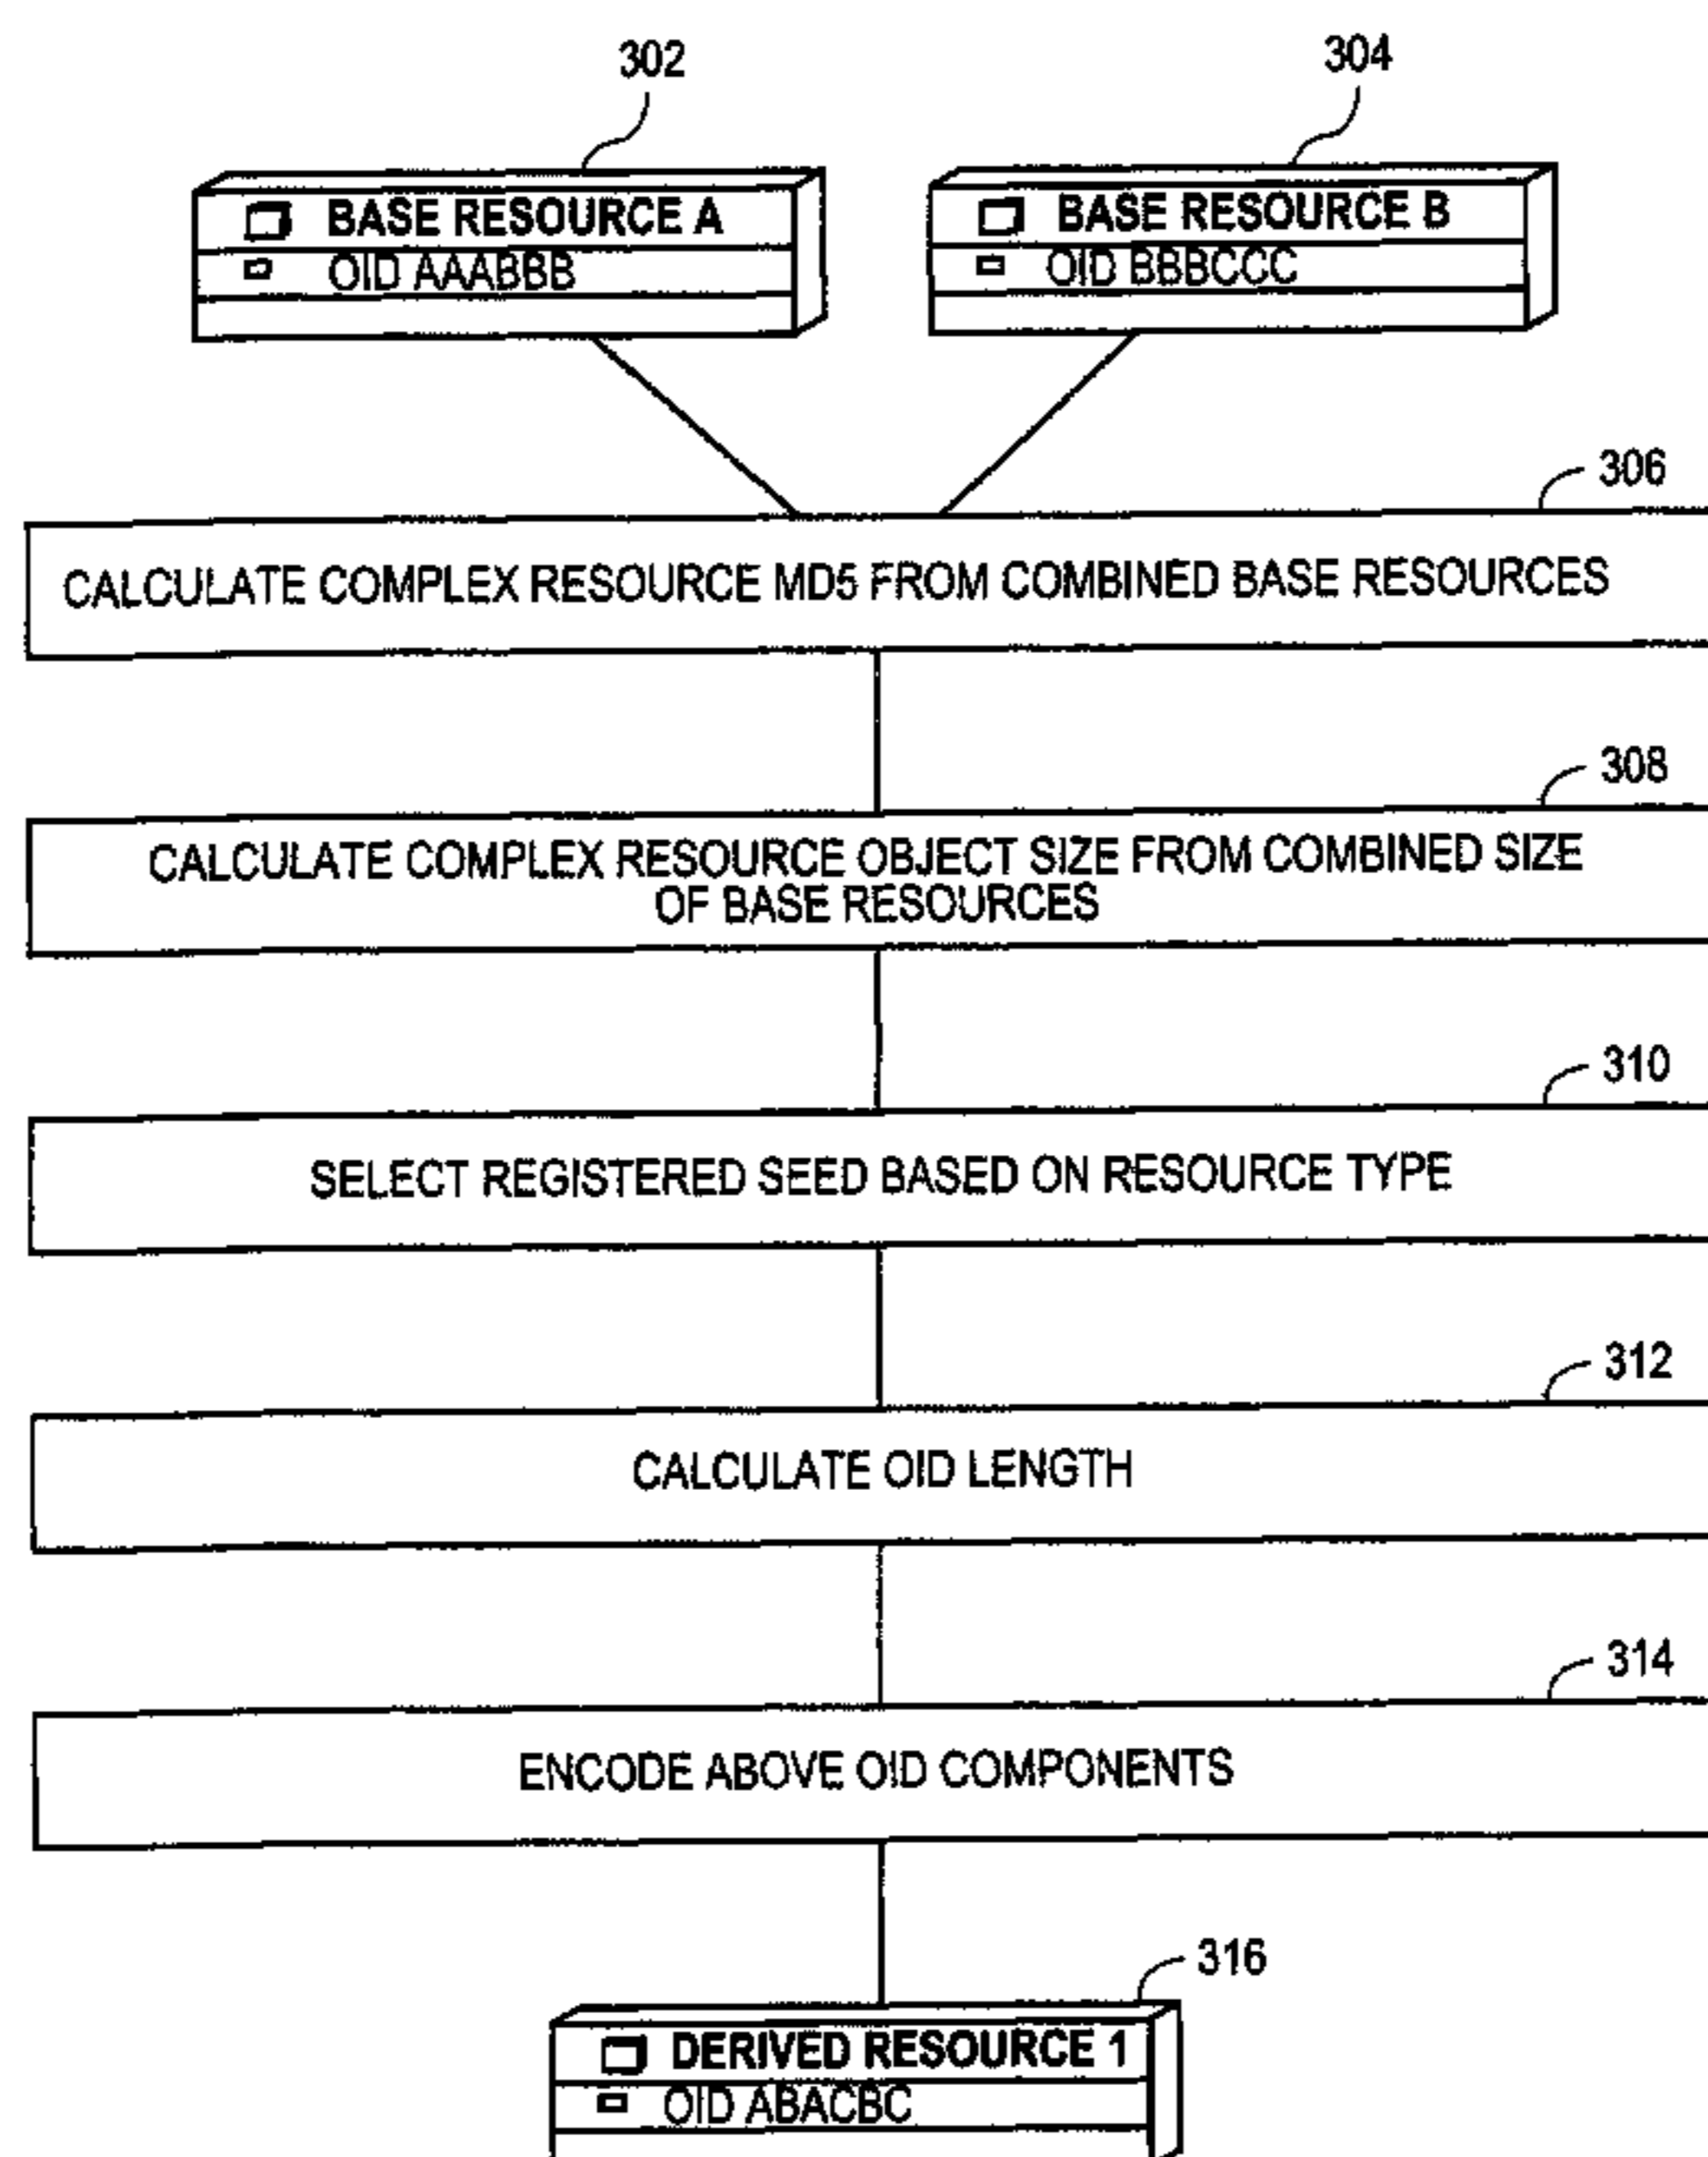 302
304
BASE RESOURCE A
OID AAABBB
BASE RESOURCE B
OID BBBCCC
306
CALCULATE COMPLEX RESOURCE MD5 FROM COMBINED BASE RESOURCES
308
CALCULATE COMPLEX RESOURCE OBJECT SIZE FROM COMBINED SIZE
OF BASE RESOURCES
310
SELECT REGISTERED SEED BASED ON RESOURCE TYPE
312
CALCULATE OID LENGTH
314
ENCODE ABOVE OID COMPONENTS
316
DERIVED RESOURCE 1
OID ABACBC